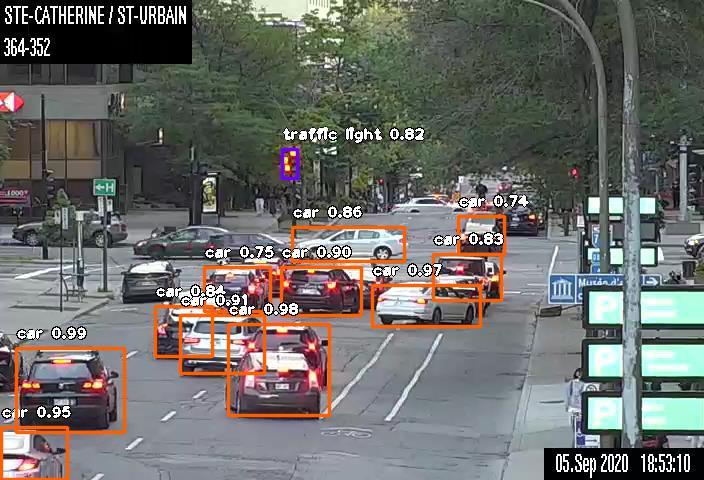 STE-CATHERINE / ST-URBAIN
364-352
traffic light 0.82
car 0.74
car 0.86
car 0.83
car 0.75
car 0.90
car 0.97
car 0.84
car 0.91
car 0.98
car 0.99
car 0.95
H
Musée d'a
P
P
P
05.Sep 2020 18:53:10